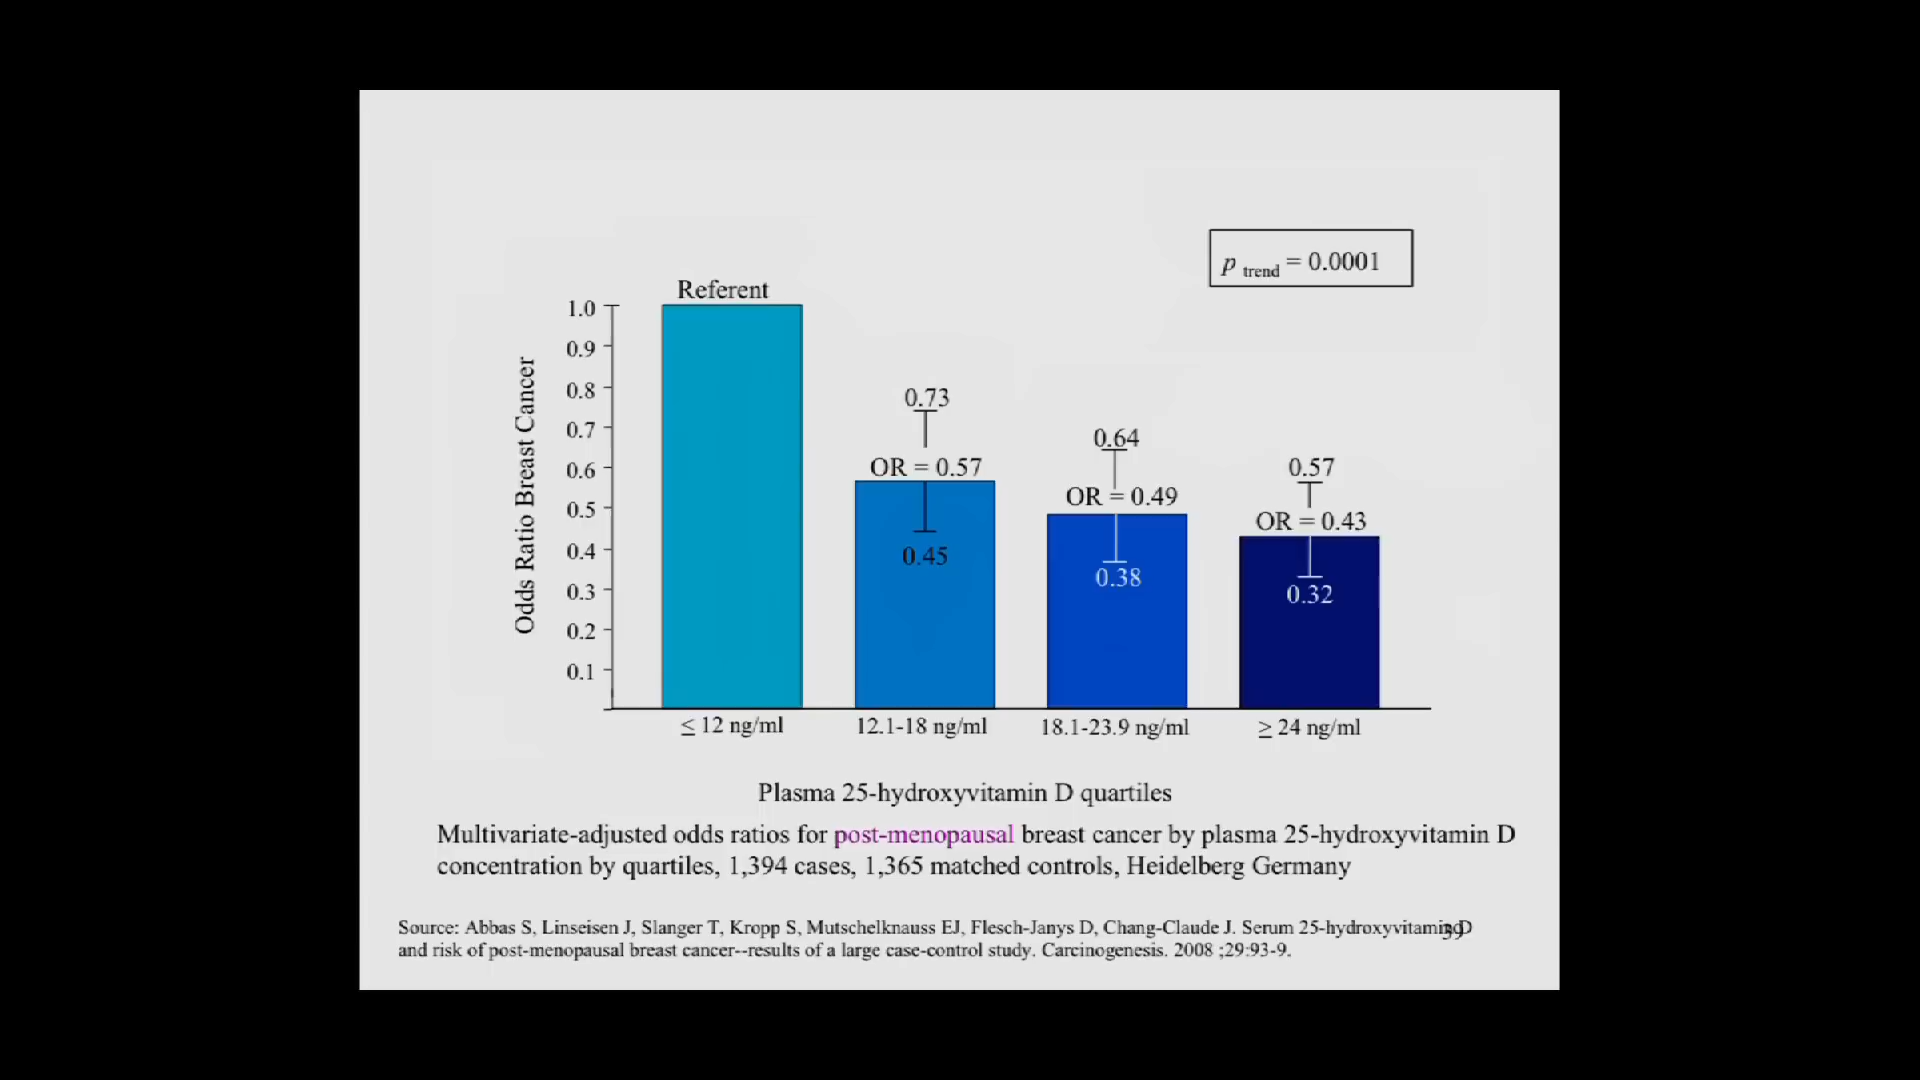 p trend = 0.0001
Referent
Odds Ratio Breast Cancer
1.0
0.9
0.8
0.7
0.6
0.5
0.4
0.3
0.2
0.1
0.73
OR = 0.57
0.45
0.64
OR = 0.49
0.38
0.57
OR = 0.43
0.32
≤ 12 ng/ml
12.1-18 ng/ml
18.1-23.9 ng/ml
≥ 24 ng/ml
Plasma 25-hydroxyvitamin D quartiles
Multivariate-adjusted odds ratios for post-menopausal breast cancer by plasma 25-hydroxyvitamin D
concentration by quartiles, 1,394 cases, 1,365 matched controls, Heidelberg Germany
Source: Abbas S, Linseisen J, Slanger T, Kropp S, Mutschelknauss EJ, Flesch-Janys D, Chang-Claude J. Serum 25-hydroxyvitamin D
39
and risk of post-menopausal breast cancer--results of a large case-control study. Carcinogenesis. 2008 ;29:93-9.